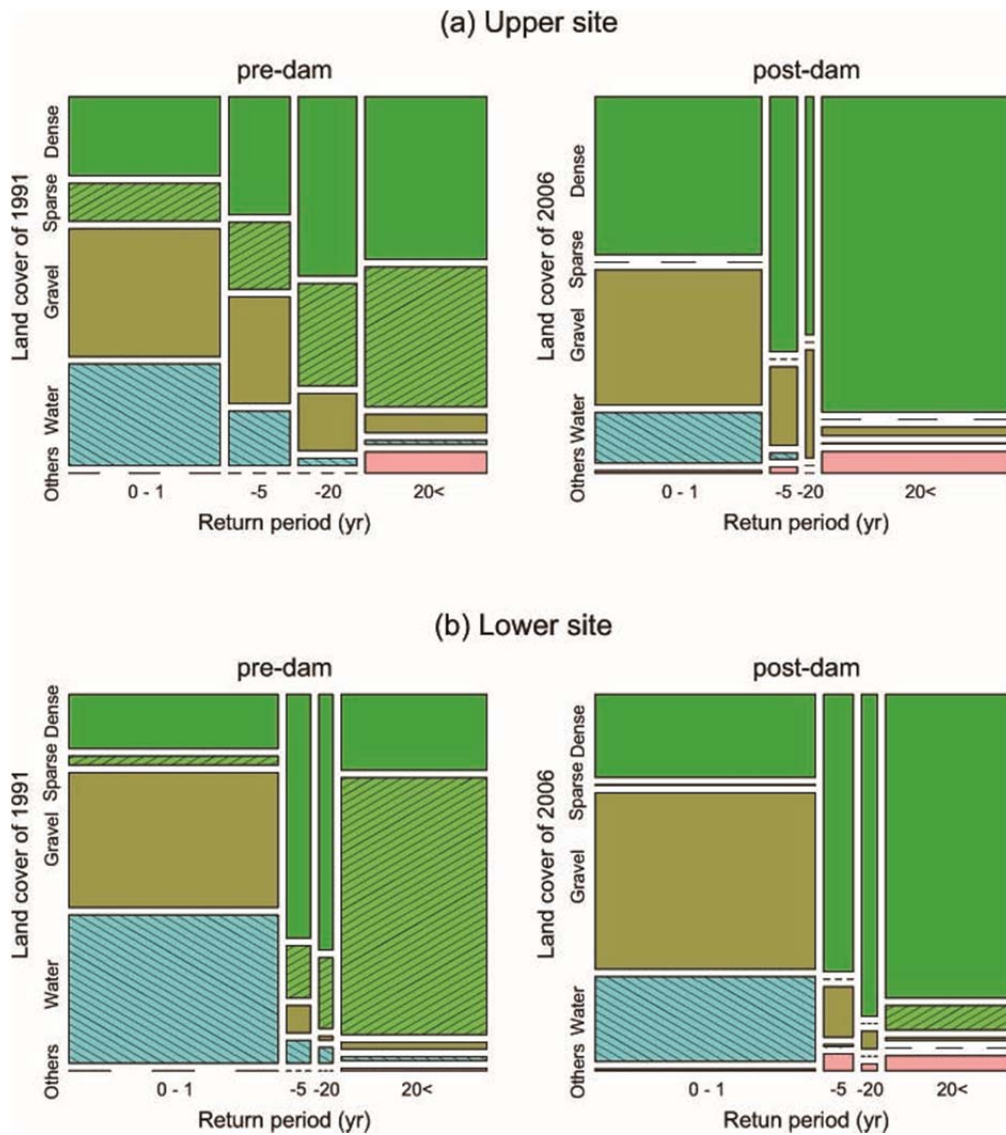 (a) Upper site
pre-dam
post-dam
Land cover of 1991
Dense
Sparse
Gravel
Water
Others
0 - 1
-5
-20
20<
Return period (yr)
Land cover of 2006
Dense
Sparse
Gravel
Water
Others
0 - 1
-5
-20
20<
Retun period (yr)
(b) Lower site
pre-dam
post-dam
Land cover of 1991
Dense
Sparse
Gravel
Water
Others
0 - 1
-5
-20
20<
Return period (yr)
Land cover of 2006
Dense
Sparse
Gravel
Water
Others
0 - 1
-5
-20
20<
Retun period (yr)